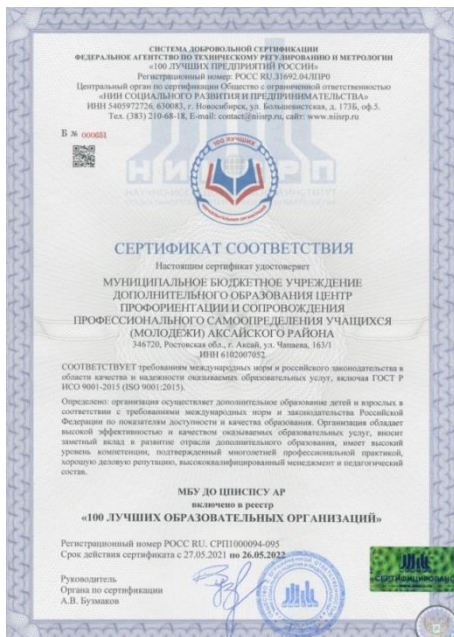 СИСТЕМА ДОБРОВОЛЬНОЙ СЕРТИФИКАЦИИ
ФЕДЕРАЛЬНОЕ АГЕНТСТВО ПО ТЕХНИЧЕСКОМУ РЕГУЛИРОВАНИЮ И МЕТРОЛОГИИ
«100 ЛУЧШИХ ПРЕДПРИЯТИЙ РОССИИ»
Регистрационный номер: РОСС RU.31692.04ЛПР0
Центральный орган по сертификации Общество с ограниченной ответственностью
«НИИ СОЦИАЛЬНОГО РАЗВИТИЯ И ПРЕДПРИНИМАТЕЛЬСТВА»
ИНН 5405972726, 630083, г. Новосибирск, ул. Большевистская, д. 173Б, оф.5.
Тел. (383) 210-68-18, E-mail: contact@niisrp.ru, сайт: www.niisrp.ru
Б № 000681
100 ЛУЧШИХ
ОБРАЗОВАТЕЛЬНЫХ ОРГАНИЗАЦИЙ
НИИСРП
СЕРТИФИКАТ СООТВЕТСТВИЯ
Настоящим сертификат удостоверяет
МУНИЦИПАЛЬНОЕ БЮДЖЕТНОЕ УЧРЕЖДЕНИЕ
ДОПОЛНИТЕЛЬНОГО ОБРАЗОВАНИЯ ЦЕНТР
ПРОФОРИЕНТАЦИИ И СОПРОВОЖДЕНИЯ
ПРОФЕССИОНАЛЬНОГО САМООПРЕДЕЛЕНИЯ УЧАЩИХСЯ
(МОЛОДЕЖИ) АКСАЙСКОГО РАЙОНА
346720, Ростовская обл., г. Аксай, ул. Чапаева, 163/1
ИНН 6102007052
СООТВЕТСТВУЕТ требованиям международных норм и российского законодательства в
области качества и надежности оказываемых образовательных услуг, включая ГОСТ Р
ИСО 9001-2015 (ISO 9001:2015).
Определено: организация осуществляет дополнительное образование детей и взрослых в
соответствии с требованиями международных норм и законодательства Российской
Федерации по показателям доступности и качества образования. Организация обладает
высокой эффективностью и качеством оказываемых образовательных услуг, вносит
заметный вклад в развитие отрасли дополнительного образования, имеет высокий
уровень компетенции, подтвержденный многолетней профессиональной практикой,
хорошую деловую репутацию, высококвалифицированный менеджмент и педагогический
состав.
МБУ ДО ЦПИСПСУ АР
включено в реестр
«100 ЛУЧШИХ ОБРАЗОВАТЕЛЬНЫХ ОРГАНИЗАЦИЙ»
Регистрационный номер РОСС RU. СРП1000094-095
Срок действия сертификата с 27.05.2021 по 26.05.2022
Руководитель
Органа по сертификации
А.В. Бузмаков
СЕРТИФИЦИРОВАНО